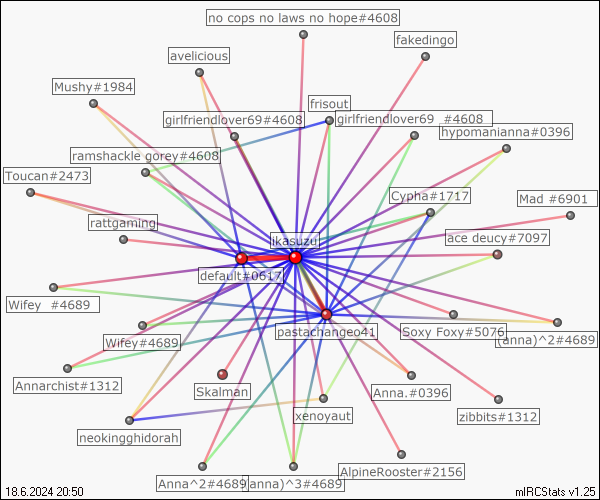 no cops no laws no hope#4608
fakedingo
avelicious
Mushy#1984
frisout
girlfriendlover69#4608
girlfriendlover69 _#4608
hypomanianna#0396
ramshackle gorey#4608
Toucan#2473
Cypha#1717
Mad #6901
rattgaming
ikasuzu
ace deucy#7097
default#0617
Wifey  #4689
pastachangeo41
Soxy Foxy#5076
(anna)^2#4689
Wifey#4689
Annarchist#1312
Skalman
Anna.#0396
xenoyaut
zibbits#1312
neokingghidorah
AlpineRooster#2156
Anna^2#4689
(anna)^3#4689
18.6.2024 20:50
mIRCStats v1.25